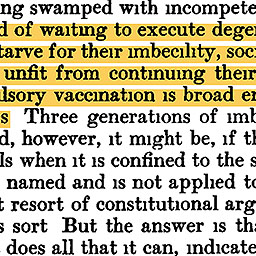 ng swamped with incompete
d of waiting to execute dege
tarve for their imbecility, soci
unfit from continuing their
lsory vaccination is broad en
s Three generations of imb
d, however, it might be, if th
ls when it is confined to the s
named and is not applied to
t resort of constitutional arg
s sort But the answer is tha
does all that it can, indicate